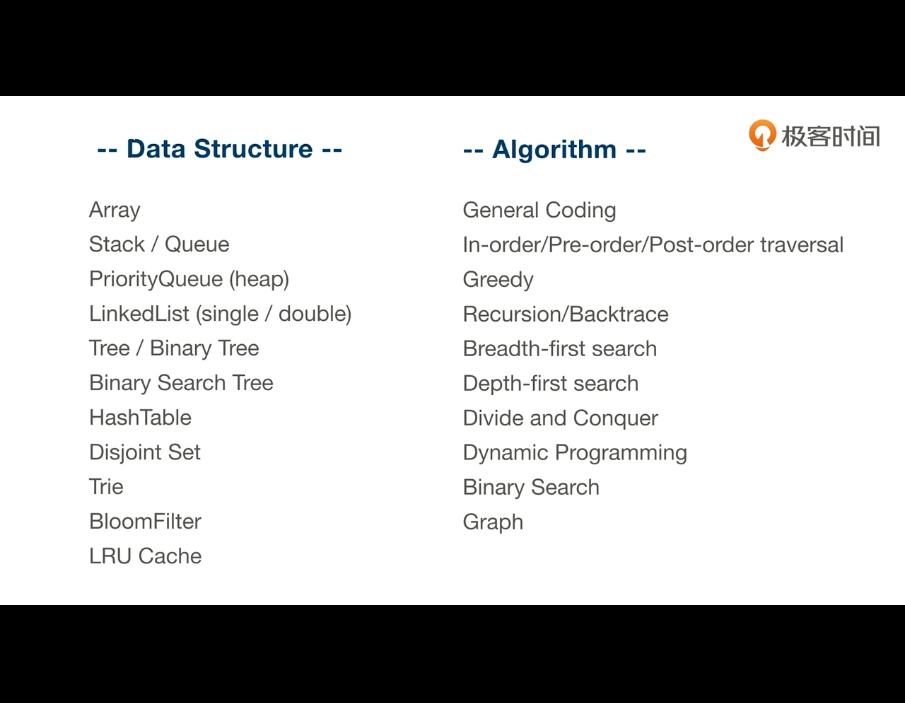 极客时间
-- Data Structure --
Array
Stack / Queue
PriorityQueue (heap)
LinkedList (single / double)
Tree / Binary Tree
Binary Search Tree
HashTable
Disjoint Set
Trie
BloomFilter
LRU Cache
-- Algorithm --
General Coding
In-order/Pre-order/Post-order traversal
Greedy
Recursion/Backtrace
Breadth-first search
Depth-first search
Divide and Conquer
Dynamic Programming
Binary Search
Graph